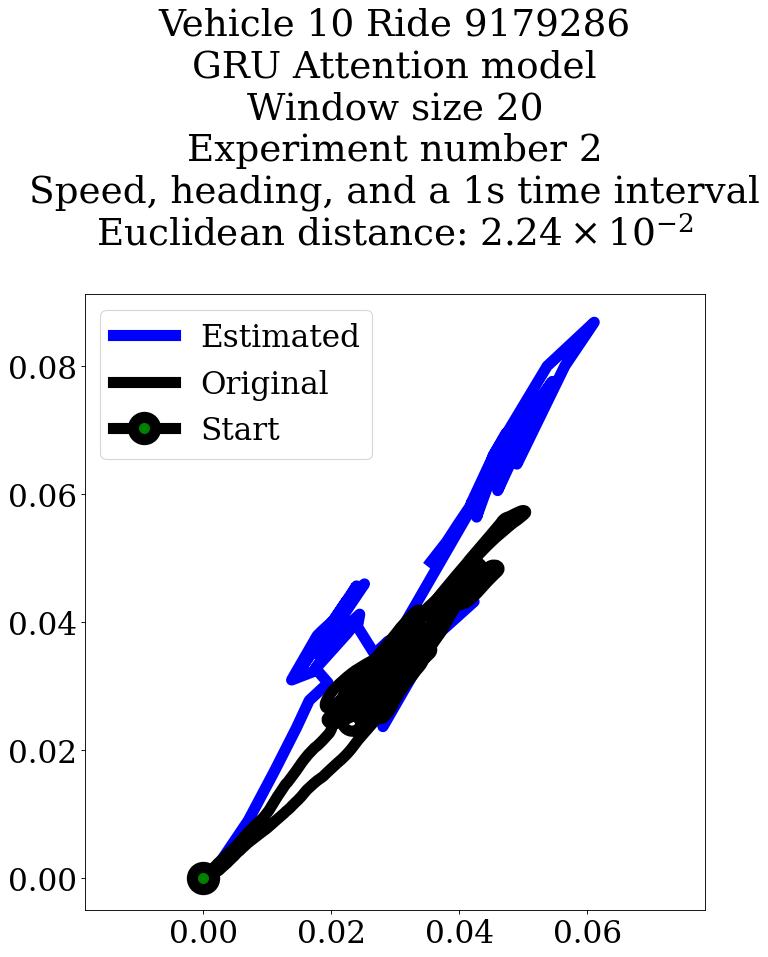 Vehicle 10 Ride 9179286
GRU Attention model
Window size 20
Experiment number 2
Speed, heading, and a 1s time interval
Euclidean distance: 2.24 × 10⁻²
Estimated
Original
Start
0.08
0.06
0.04
0.02
0.00
0.00 0.02 0.04 0.06